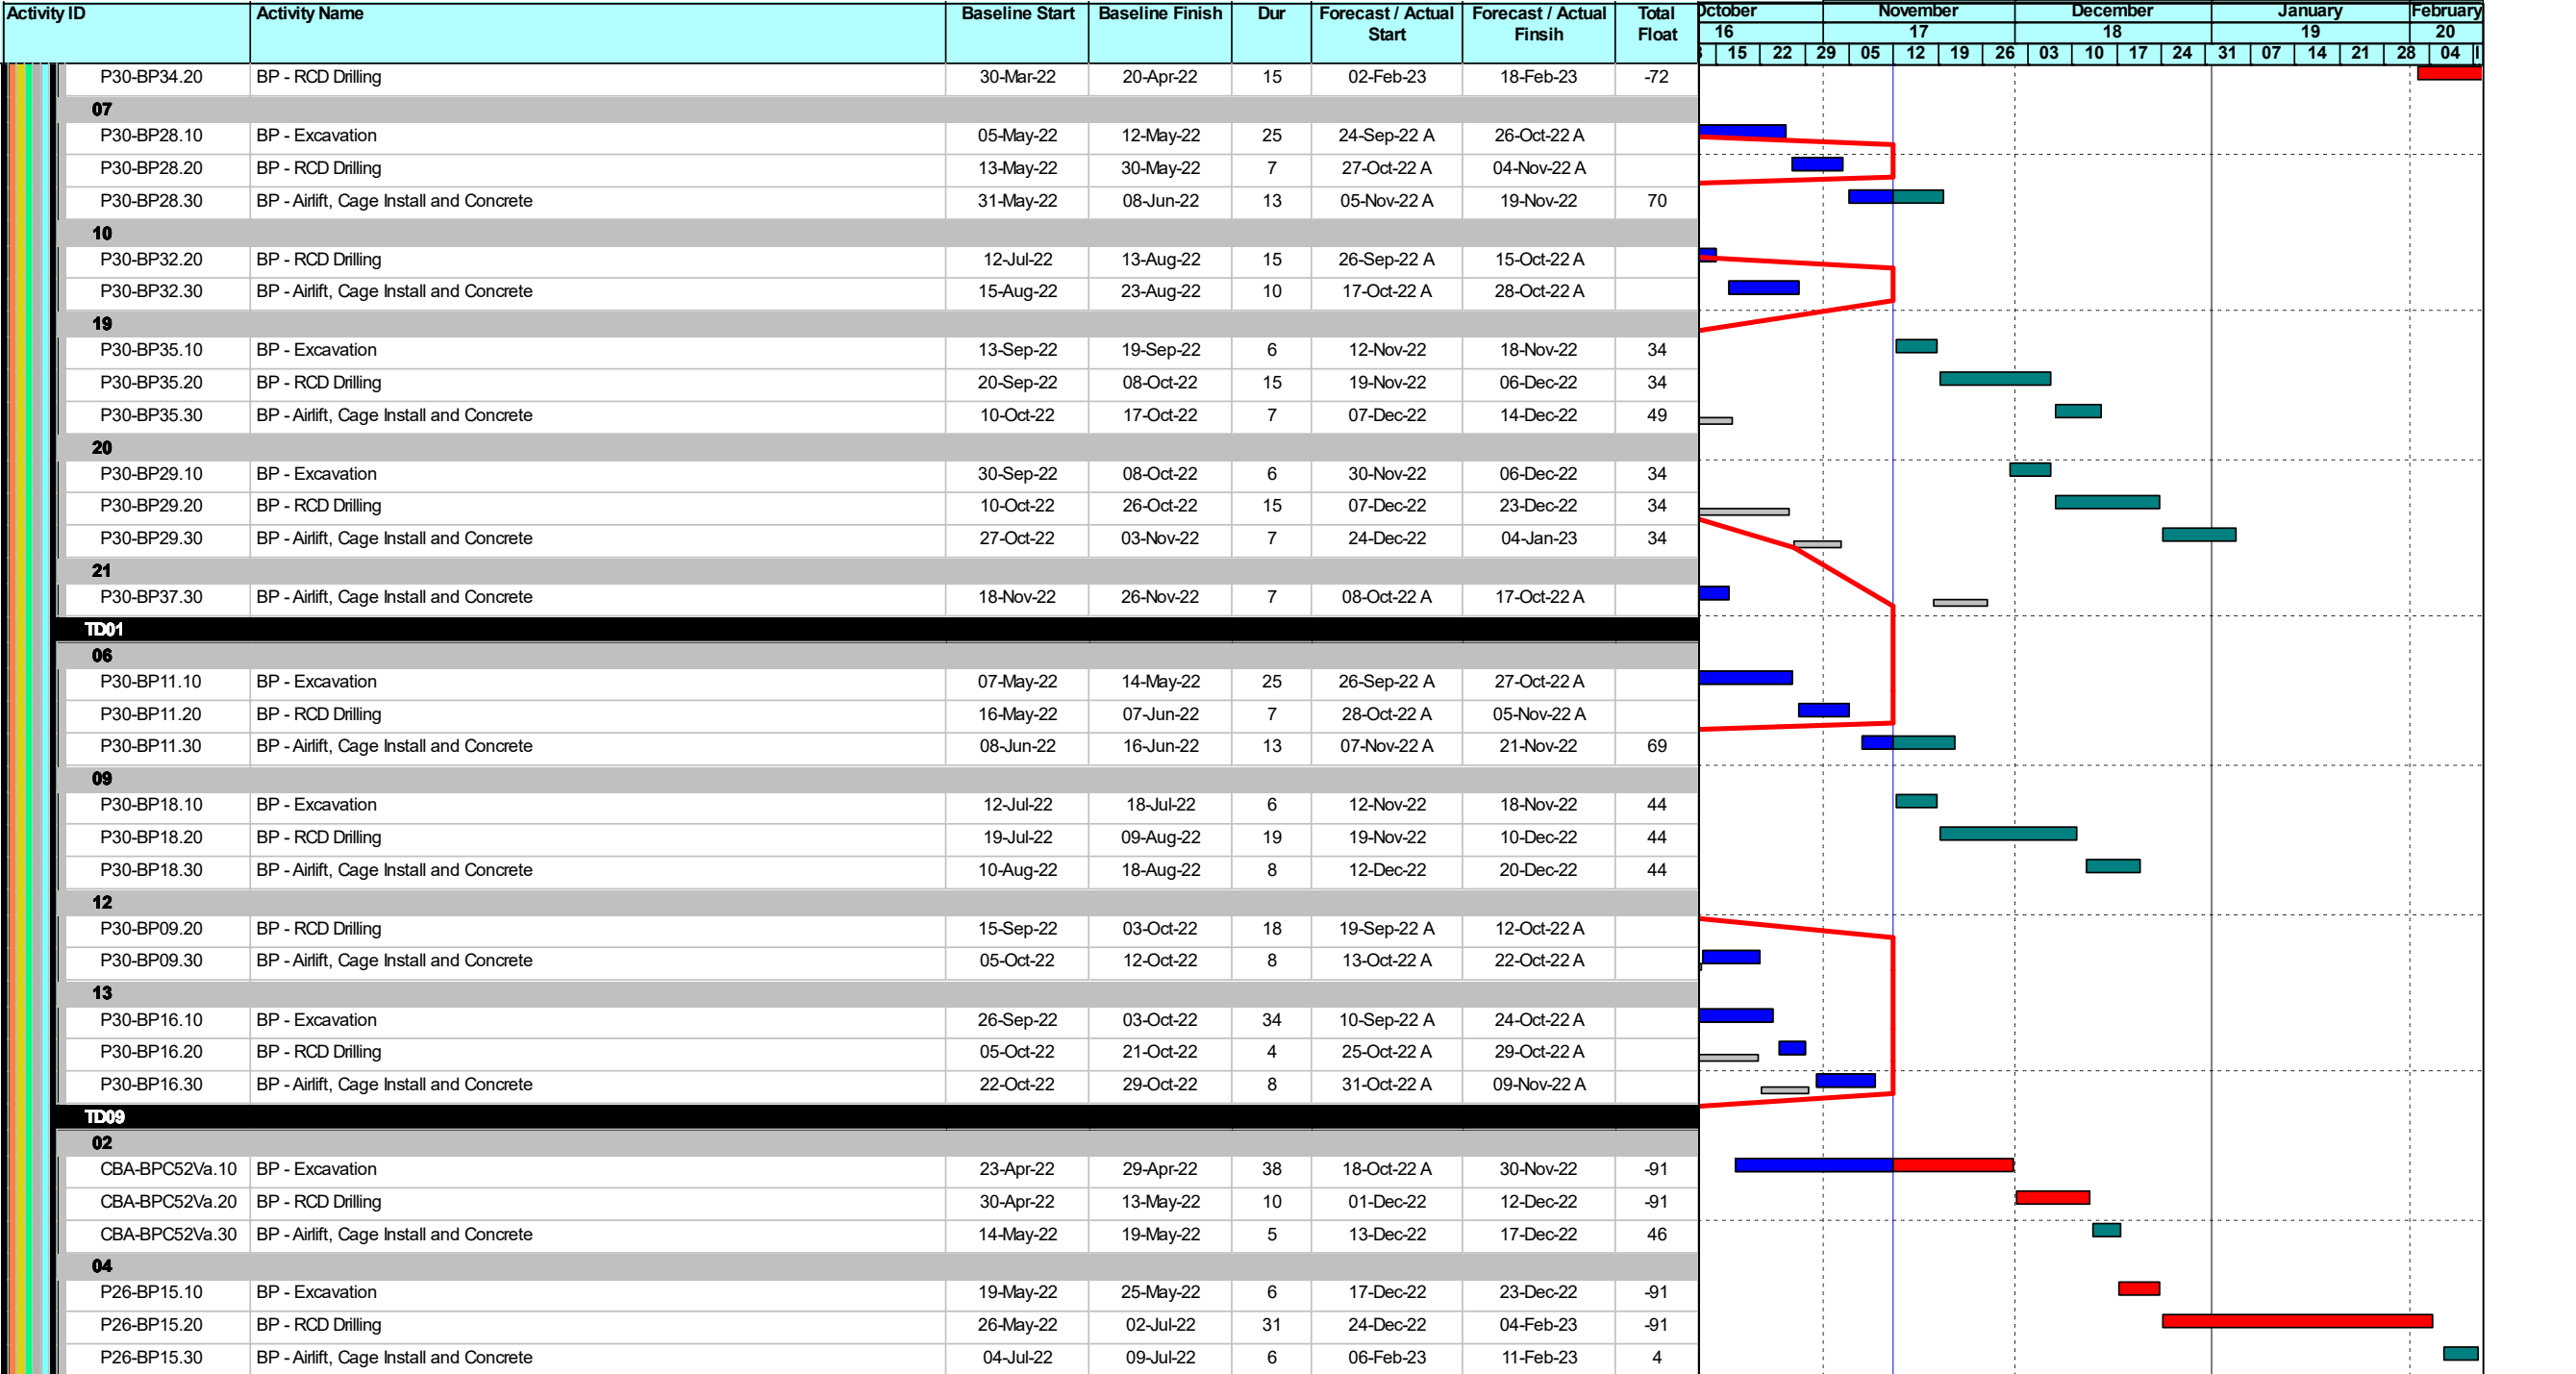 Activity ID Activity Name Baseline Start Baseline Finish Dur Forecast / Actual Start Forecast / Actual Finsih Total Float October November December January February
16 17 18 19 20
15 22 29 05 12 19 26 03 10 17 24 31 07 14 21 28 04
P30-BP34.20 BP - RCD Drilling 30-Mar-22 20-Apr-22 15 02-Feb-23 18-Feb-23 -72
07
P30-BP28.10 BP - Excavation 05-May-22 12-May-22 25 24-Sep-22 A 26-Oct-22 A
P30-BP28.20 BP - RCD Drilling 13-May-22 30-May-22 7 27-Oct-22 A 04-Nov-22 A
P30-BP28.30 BP - Airlift, Cage Install and Concrete 31-May-22 08-Jun-22 13 05-Nov-22 A 19-Nov-22 70
10
P30-BP32.20 BP - RCD Drilling 12-Jul-22 13-Aug-22 15 26-Sep-22 A 15-Oct-22 A
P30-BP32.30 BP - Airlift, Cage Install and Concrete 15-Aug-22 23-Aug-22 10 17-Oct-22 A 28-Oct-22 A
19
P30-BP35.10 BP - Excavation 13-Sep-22 19-Sep-22 6 12-Nov-22 18-Nov-22 34
P30-BP35.20 BP - RCD Drilling 20-Sep-22 08-Oct-22 15 19-Nov-22 06-Dec-22 34
P30-BP35.30 BP - Airlift, Cage Install and Concrete 10-Oct-22 17-Oct-22 7 07-Dec-22 14-Dec-22 49
20
P30-BP29.10 BP - Excavation 30-Sep-22 08-Oct-22 6 30-Nov-22 06-Dec-22 34
P30-BP29.20 BP - RCD Drilling 10-Oct-22 26-Oct-22 15 07-Dec-22 23-Dec-22 34
P30-BP29.30 BP - Airlift, Cage Install and Concrete 27-Oct-22 03-Nov-22 7 24-Dec-22 04-Jan-23 34
21
P30-BP37.30 BP - Airlift, Cage Install and Concrete 18-Nov-22 26-Nov-22 7 08-Oct-22 A 17-Oct-22 A
TD01
06
P30-BP11.10 BP - Excavation 07-May-22 14-May-22 25 26-Sep-22 A 27-Oct-22 A
P30-BP11.20 BP - RCD Drilling 16-May-22 07-Jun-22 7 28-Oct-22 A 05-Nov-22 A
P30-BP11.30 BP - Airlift, Cage Install and Concrete 08-Jun-22 16-Jun-22 13 07-Nov-22 A 21-Nov-22 69
09
P30-BP18.10 BP - Excavation 12-Jul-22 18-Jul-22 6 12-Nov-22 18-Nov-22 44
P30-BP18.20 BP - RCD Drilling 19-Jul-22 09-Aug-22 19 19-Nov-22 10-Dec-22 44
P30-BP18.30 BP - Airlift, Cage Install and Concrete 10-Aug-22 18-Aug-22 8 12-Dec-22 20-Dec-22 44
12
P30-BP09.20 BP - RCD Drilling 15-Sep-22 03-Oct-22 18 19-Sep-22 A 12-Oct-22 A
P30-BP09.30 BP - Airlift, Cage Install and Concrete 05-Oct-22 12-Oct-22 8 13-Oct-22 A 22-Oct-22 A
13
P30-BP16.10 BP - Excavation 26-Sep-22 03-Oct-22 34 10-Sep-22 A 24-Oct-22 A
P30-BP16.20 BP - RCD Drilling 05-Oct-22 21-Oct-22 4 25-Oct-22 A 29-Oct-22 A
P30-BP16.30 BP - Airlift, Cage Install and Concrete 22-Oct-22 29-Oct-22 8 31-Oct-22 A 09-Nov-22 A
TD09
02
CBA-BPC52Va.10 BP - Excavation 23-Apr-22 29-Apr-22 38 18-Oct-22 A 30-Nov-22 -91
CBA-BPC52Va.20 BP - RCD Drilling 30-Apr-22 13-May-22 10 01-Dec-22 12-Dec-22 -91
CBA-BPC52Va.30 BP - Airlift, Cage Install and Concrete 14-May-22 19-May-22 5 13-Dec-22 17-Dec-22 46
04
P26-BP15.10 BP - Excavation 19-May-22 25-May-22 6 17-Dec-22 23-Dec-22 -91
P26-BP15.20 BP - RCD Drilling 26-May-22 02-Jul-22 31 24-Dec-22 04-Feb-23 -91
P26-BP15.30 BP - Airlift, Cage Install and Concrete 04-Jul-22 09-Jul-22 6 06-Feb-23 11-Feb-23 4